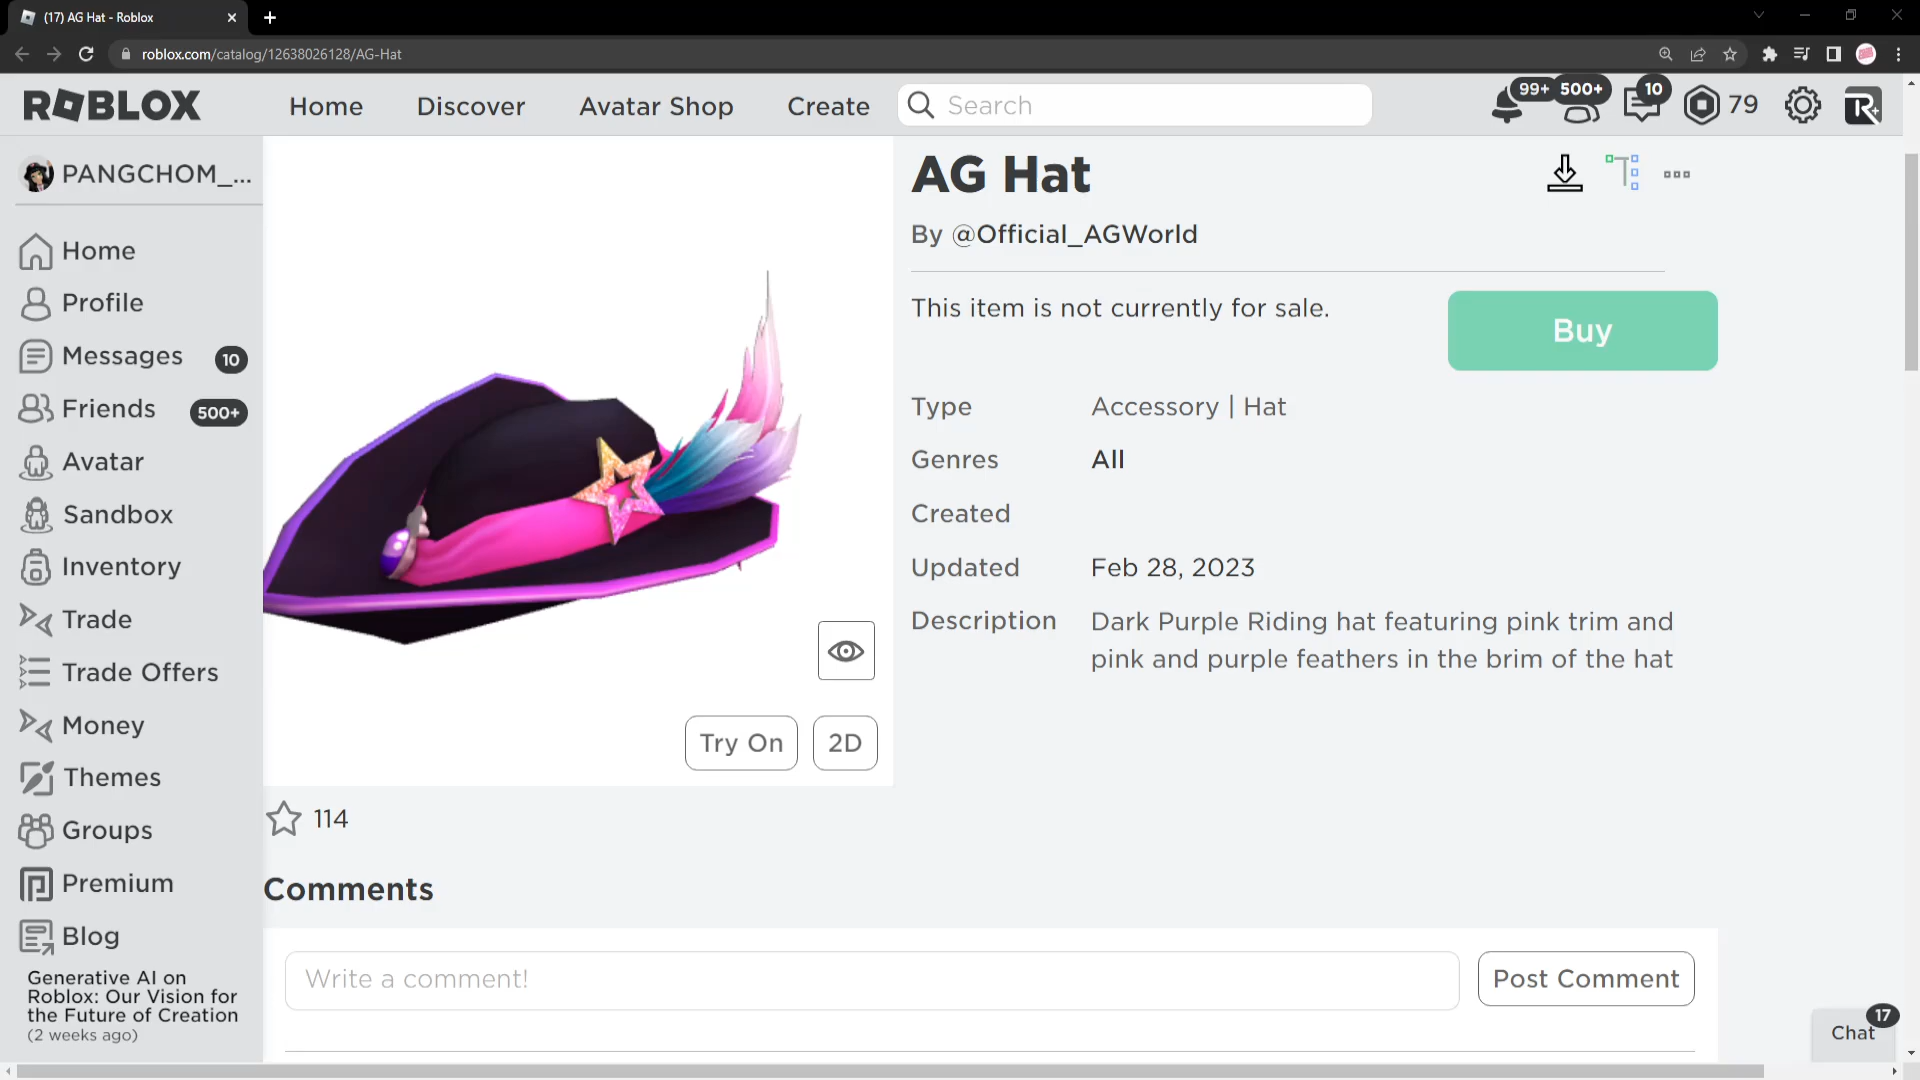 (17) AG Hat - Roblox
roblox.com/catalog/12638026128/AG-Hat
ROBLOX
Home
Discover
Avatar Shop
Create
Search
99+
500+
10
79
R+
PANGCHOM_...
Home
Profile
Messages
10
Friends
500+
Avatar
Sandbox
Inventory
Trade
Trade Offers
Money
Themes
Groups
Premium
Blog
Generative AI on
Roblox: Our Vision for
the Future of Creation
(2 weeks ago)
Try On
2D
114
AG Hat
By @Official_AGWorld
This item is not currently for sale.
Buy
Type
Accessory | Hat
Genres
All
Created
Updated
Feb 28, 2023
Description
Dark Purple Riding hat featuring pink trim and
pink and purple feathers in the brim of the hat
Comments
Write a comment!
Post Comment
Chat
17